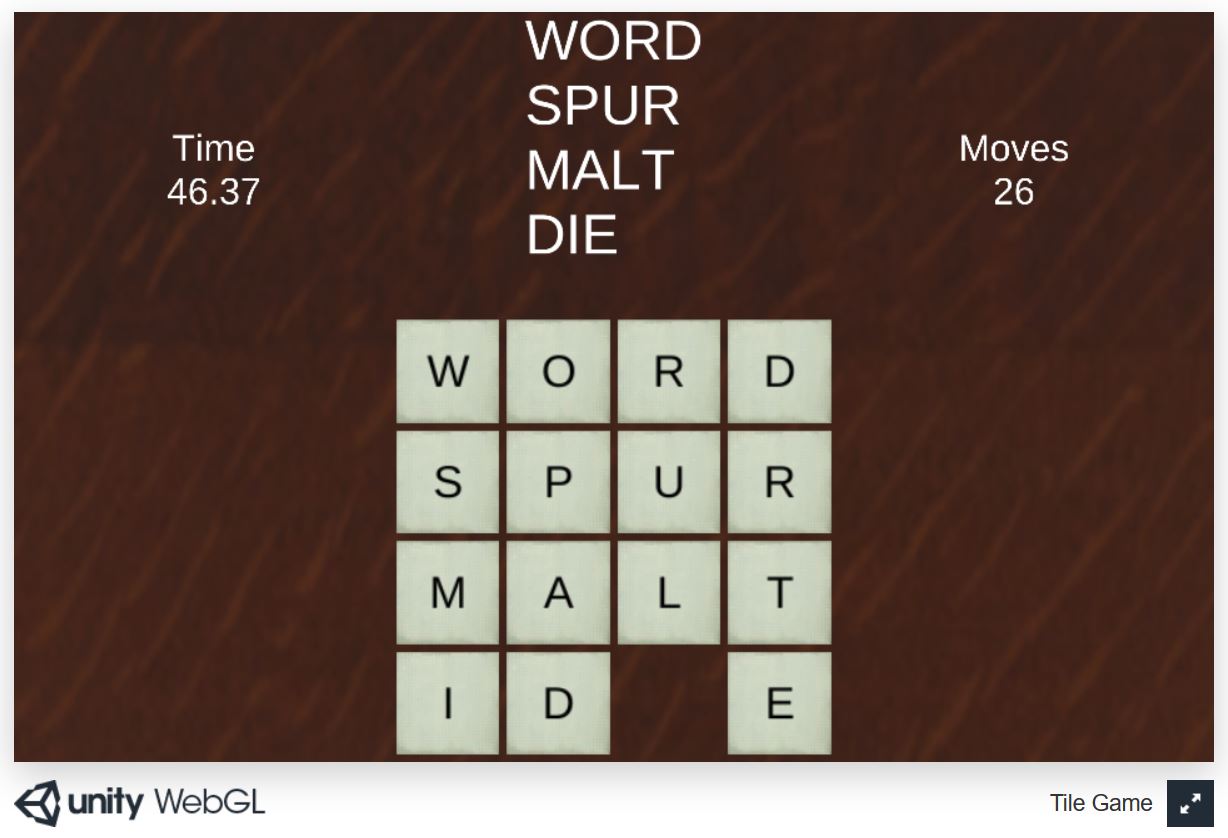 WORD
SPUR
MALT
DIE
Time
46.37
Moves
26
W O R D
S P U R
M A L T
I D E
unity WebGL
Tile Game